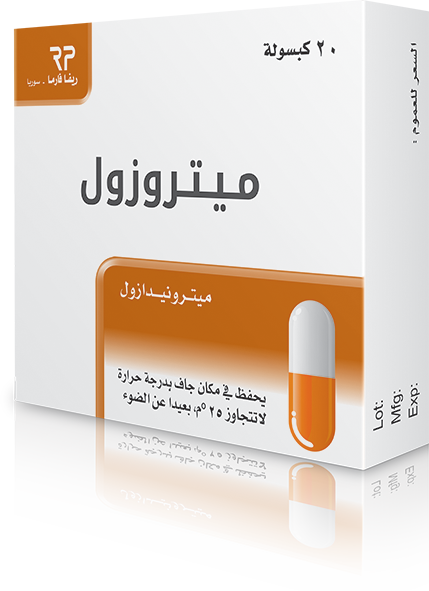 RP
ريفا فارما - سوريا
٢٠ كبسولة
ميتروزول
ميترونيدازول
يحفظ في مكان جاف بدرجة حرارة
لاتتجاوز ٢٥ °م، بعيدا عن الضوء
السعر للعموم :
Lot:
Mfg:
Exp: